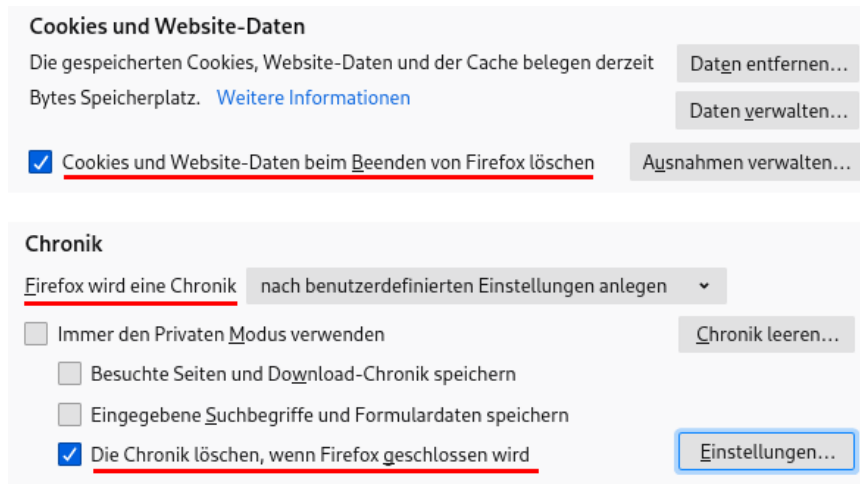 Cookies und Website-Daten
Die gespeicherten Cookies, Website-Daten und der Cache belegen derzeit
Bytes Speicherplatz. Weitere Informationen
Daten entfernen...
Daten verwalten...
Cookies und Website-Daten beim Beenden von Firefox löschen
Ausnahmen verwalten...
Chronik
Firefox wird eine Chronik nach benutzerdefinierten Einstellungen anlegen
Immer den Privaten Modus verwenden
Chronik leeren...
Besuchte Seiten und Download-Chronik speichern
Eingegebene Suchbegriffe und Formulardaten speichern
Die Chronik löschen, wenn Firefox geschlossen wird
Einstellungen...